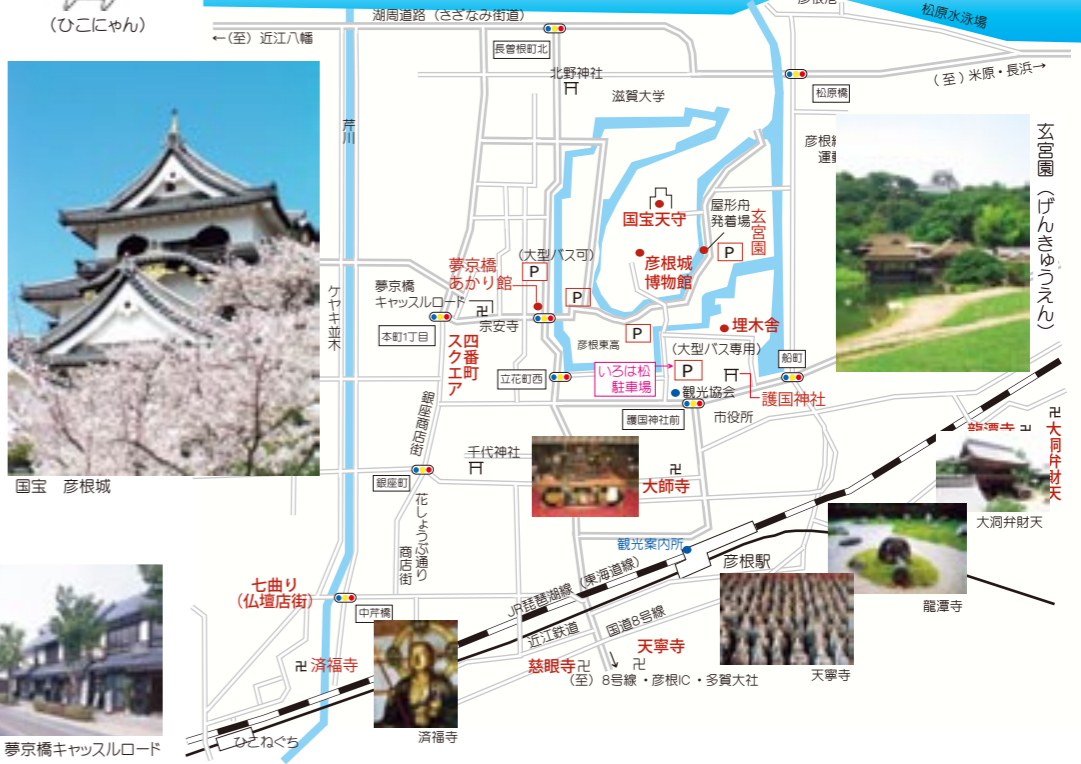 (ひこにゃん)
湖周道路(さざなみ街道)
←(至)近江八幡
松原水泳場
長曽根町北
北野神社
滋賀大学
(至)米原・長浜→
松原橋
芹川
ケヤキ並木
国宝 彦根城
国宝天守
屋形舟
発着場
玄宮園
玄宮園(げんきゅうえん)
P
彦根城
博物館
(大型バス可)
P
夢京橋
あかり館
P
夢京橋
キャッスルロード
宗安寺
本町1丁目
四番町
スクエア
彦根東高
P
埋木舎
(大型バス専用)
P
いろは松
駐車場
立花町西
船町
観光協会
護国神社
護国神社前
市役所
銀座商店街
千代神社
銀座町
大師寺
龍潭寺
大洞弁財天
大洞弁財天
花しょうぶ通り
商店街
観光案内所
彦根駅
龍潭寺
七曲り
(仏壇店街)
中芹橋
JR琵琶湖線(東海道線)
近江鉄道
国道8号線
済福寺
慈眼寺
天寧寺
(至)8号線・彦根IC・多賀大社
天寧寺
済福寺
ひこねぐち
夢京橋キャッスルロード